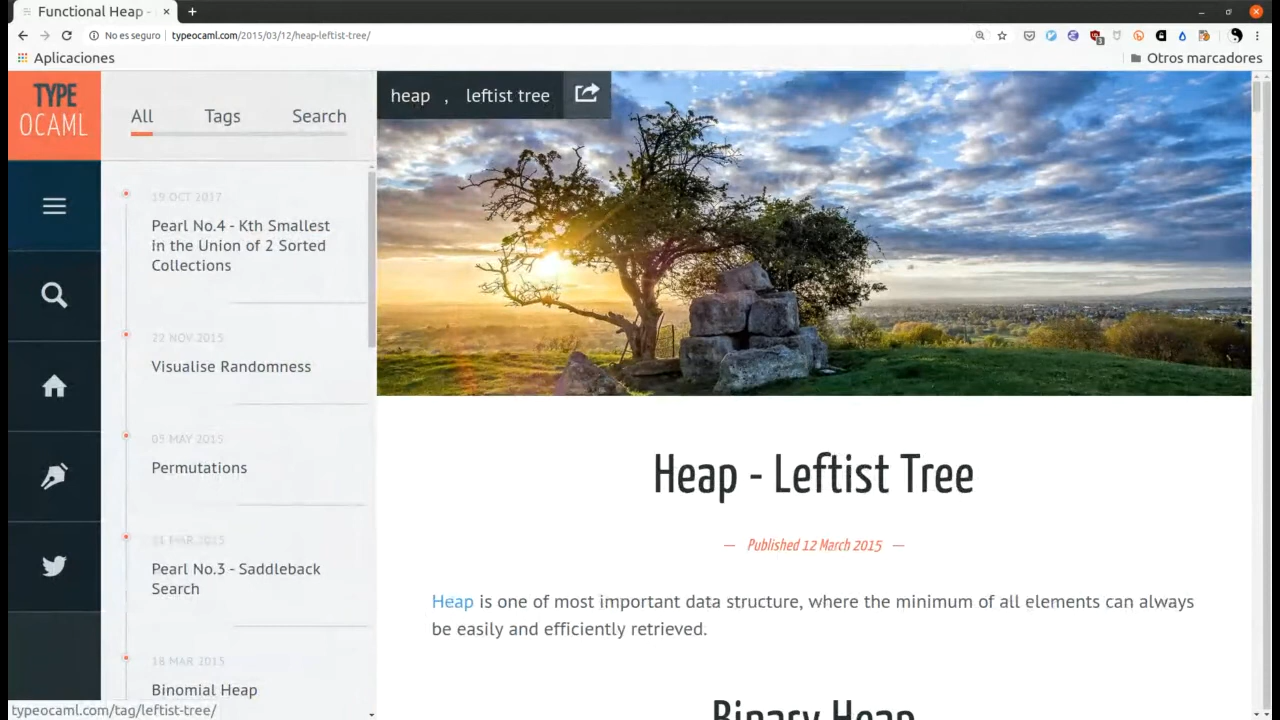 Functional Heap -
No es seguro
typeocaml.com/2015/03/12/heap-leftist-tree/
Aplicaciones
Otros marcadores
TYPE
OCAML
All
Tags
Search
heap , leftist tree
19 OCT 2017
Pearl No.4 - Kth Smallest
in the Union of 2 Sorted
Collections
22 NOV 2015
Visualise Randomness
05 MAY 2015
Permutations
31 MAR 2015
Pearl No.3 - Saddleback
Search
18 MAR 2015
Binomial Heap
Heap - Leftist Tree
— Published 12 March 2015 —
Heap is one of most important data structure, where the minimum of all elements can always
be easily and efficiently retrieved.
Binary Heap
typeocaml.com/tag/leftist-tree/